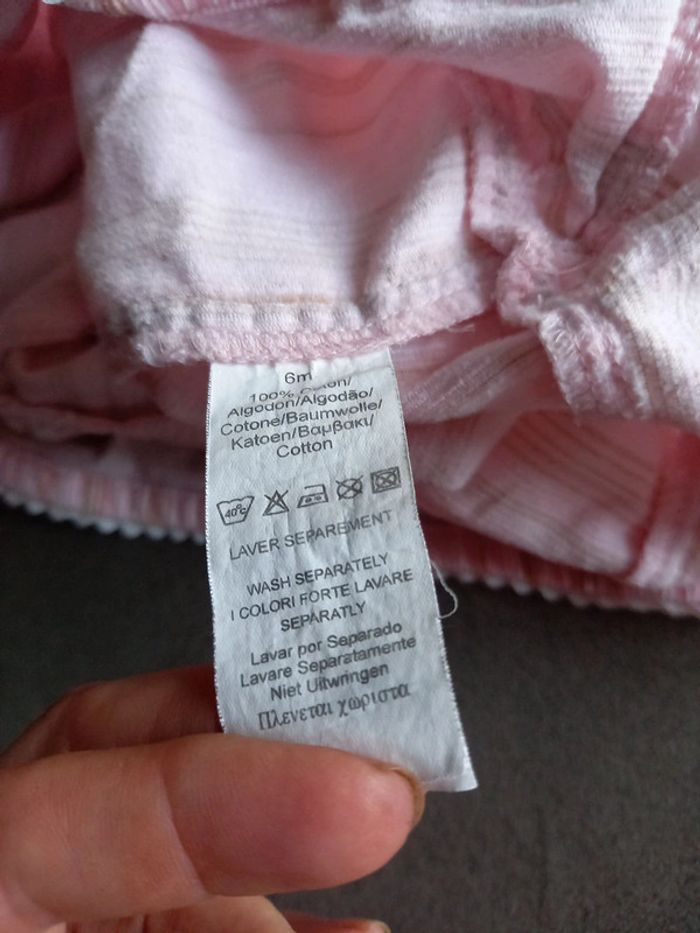 6m
100% Coton/
Algodon/Algodão/
Cotone/Baumwolle/
Katoen/Βαμβακι/
Cotton
40°c
LAVER SEPAREMENT
WASH SEPARATELY
I COLORI FORTE LAVARE
SEPARATLY
Lavar por Separado
Lavare Separatamente
Niet Uitwringen
Πλενεται χωριστα